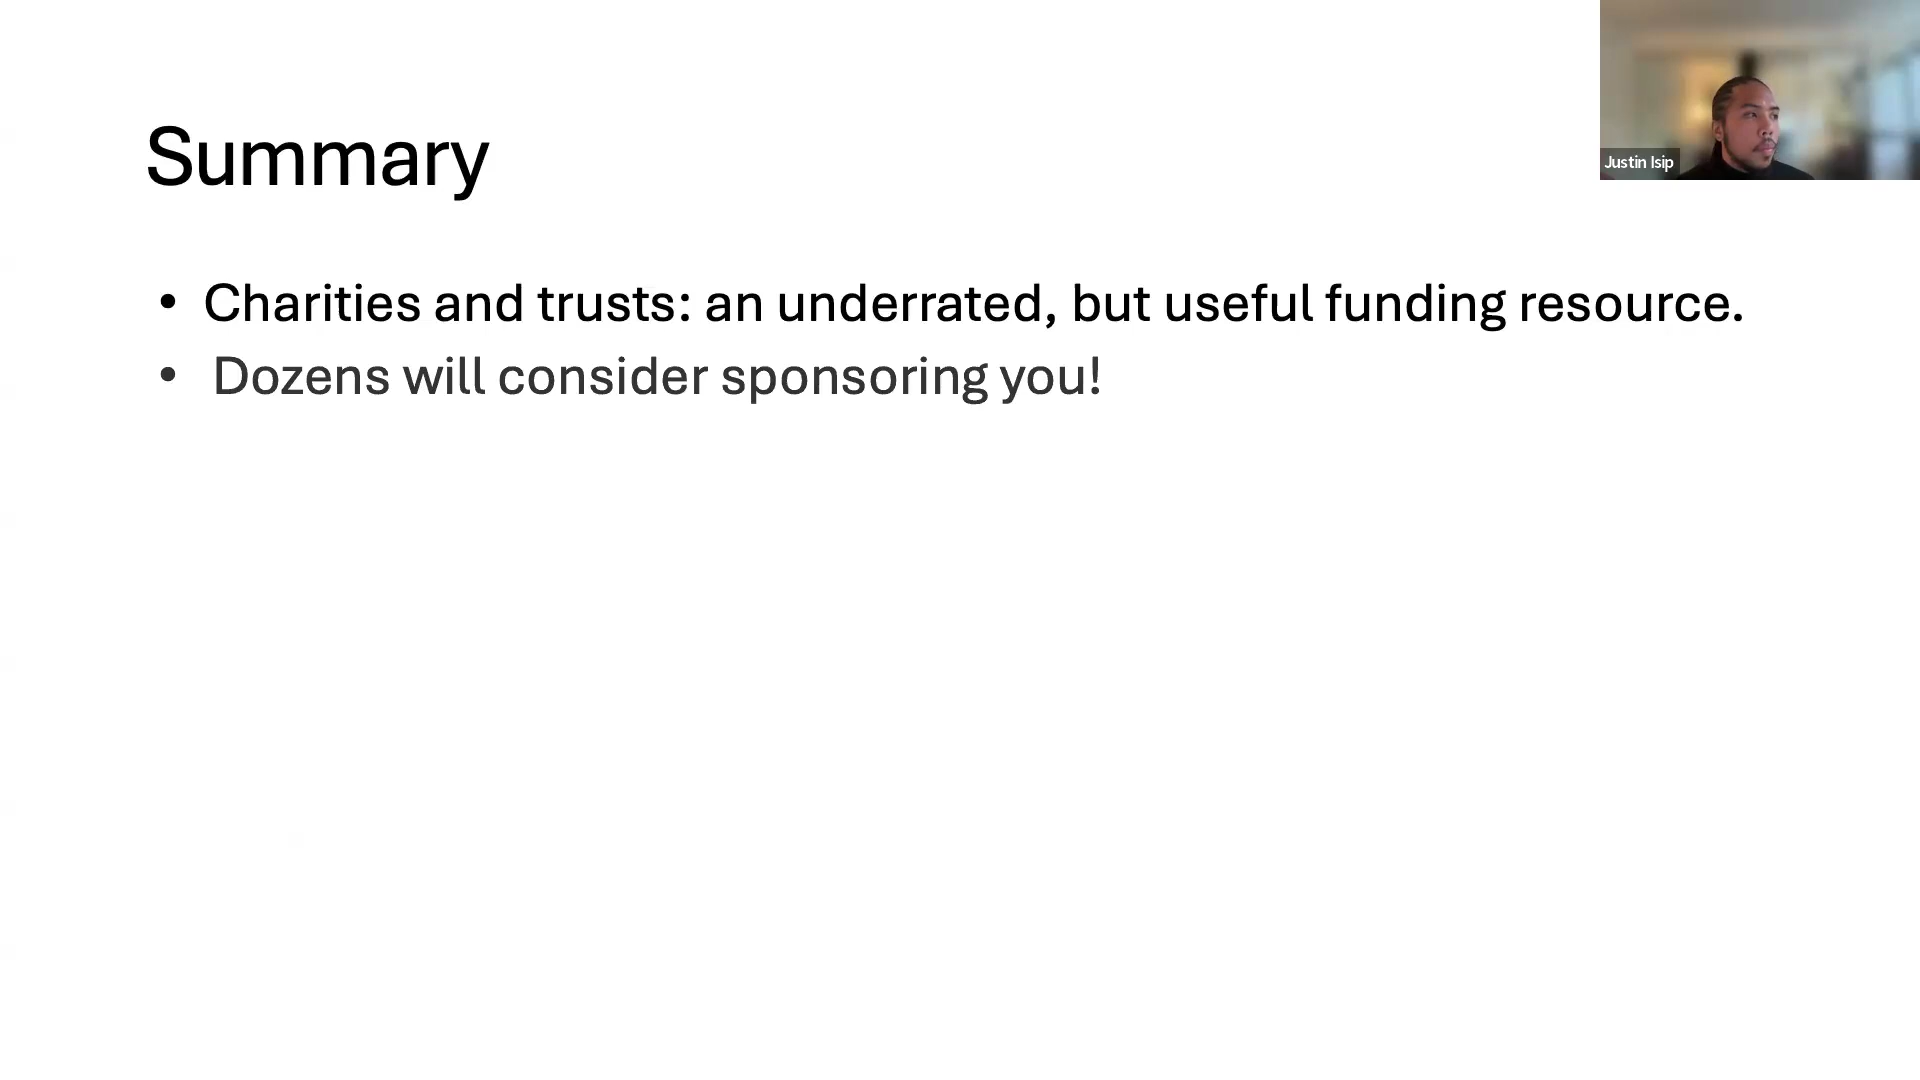 Summary
Justin Isip
• Charities and trusts: an underrated, but useful funding resource.
• Dozens will consider sponsoring you!